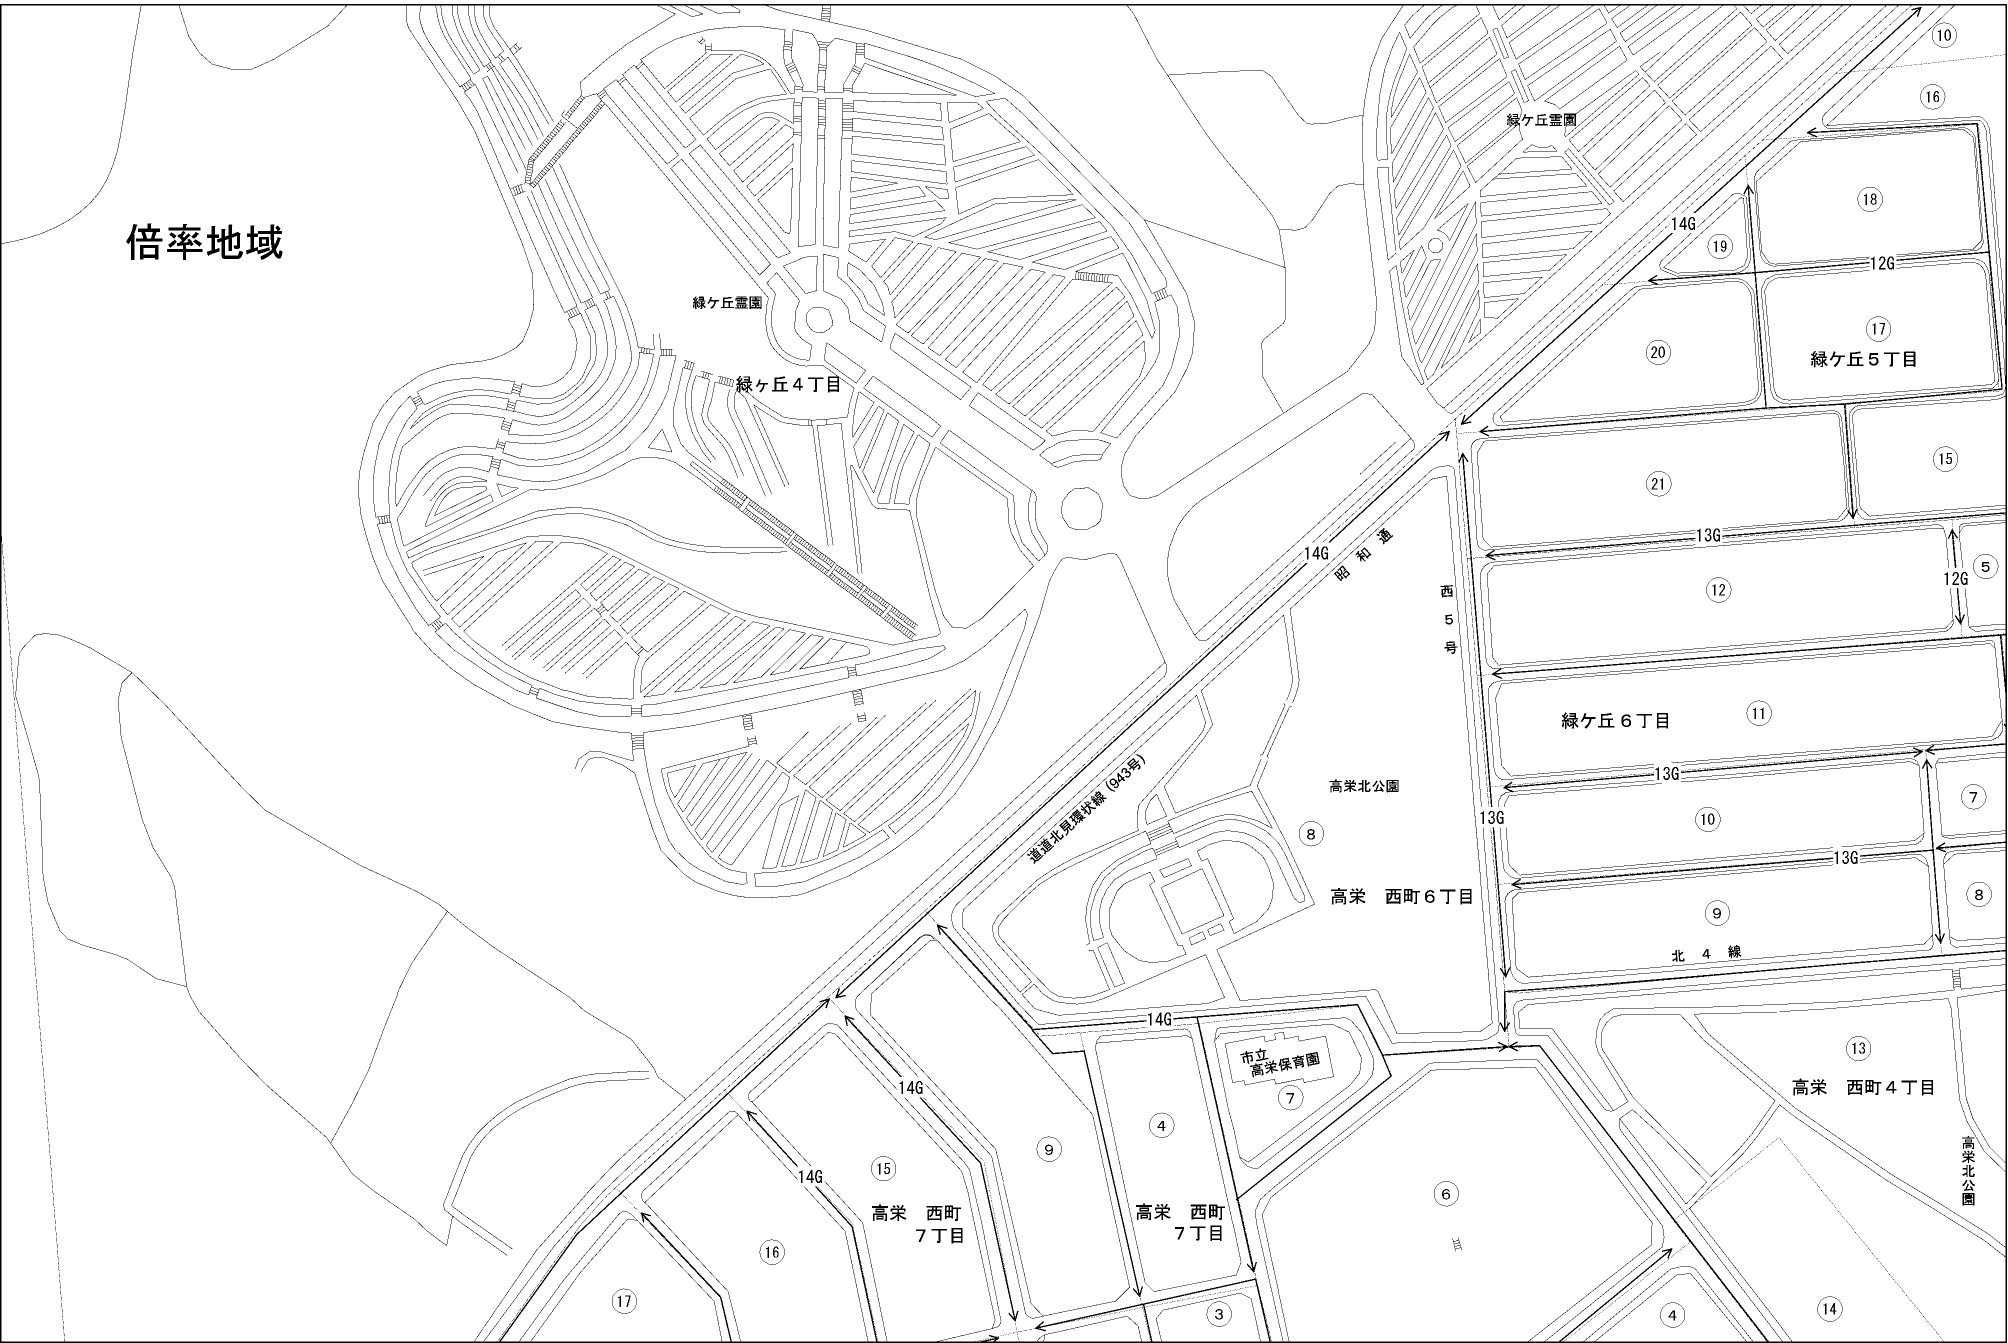 倍率地域
緑ケ丘霊園
緑ヶ丘４丁目
緑ケ丘霊園
10
16
18
14G
19
12G
17
緑ケ丘５丁目
20
15
21
13G
14G
昭和通
12
12G
5
西5号
緑ケ丘６丁目
11
13G
高栄北公園
13G
10
7
道道北見環状線（943号）
8
13G
高栄　西町６丁目
9
8
北４線
14G
市立
高栄保育園
7
13
高栄　西町４丁目
14G
15
9
4
高栄北公園
14G
高栄　西町
７丁目
高栄　西町
７丁目
6
16
17
3
4
14